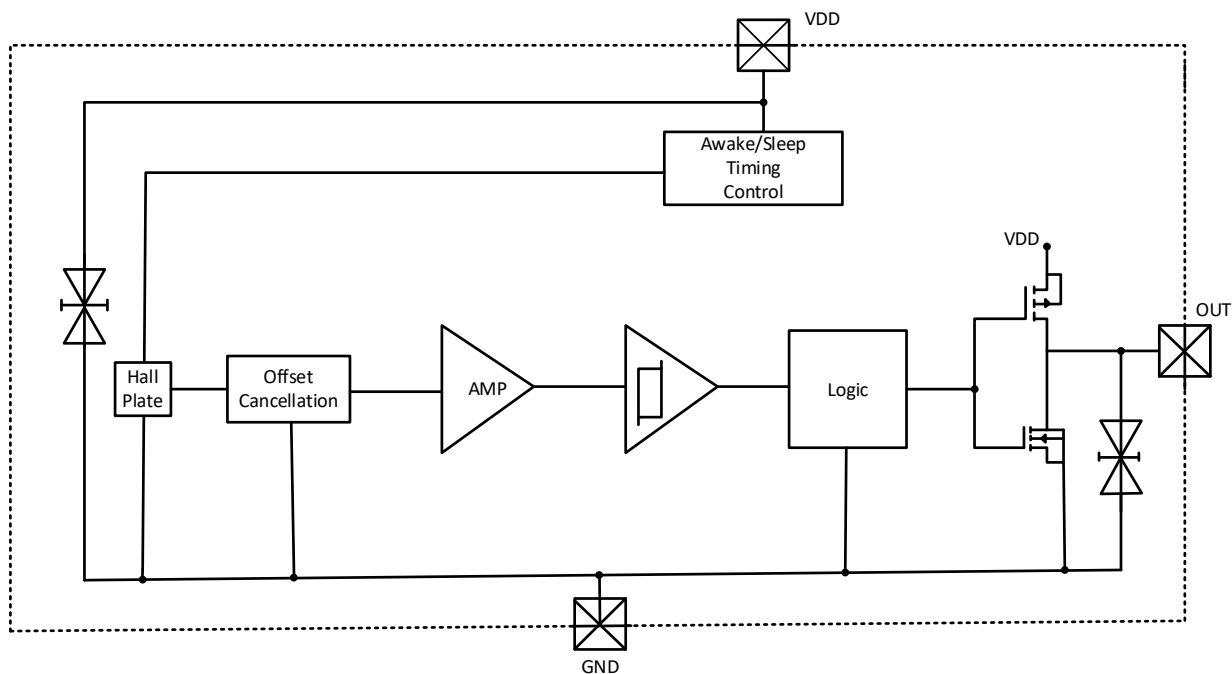 VDD
Awake/Sleep
Timing
Control
VDD
OUT
Hall
Plate
Offset
Cancellation
AMP
Logic
GND